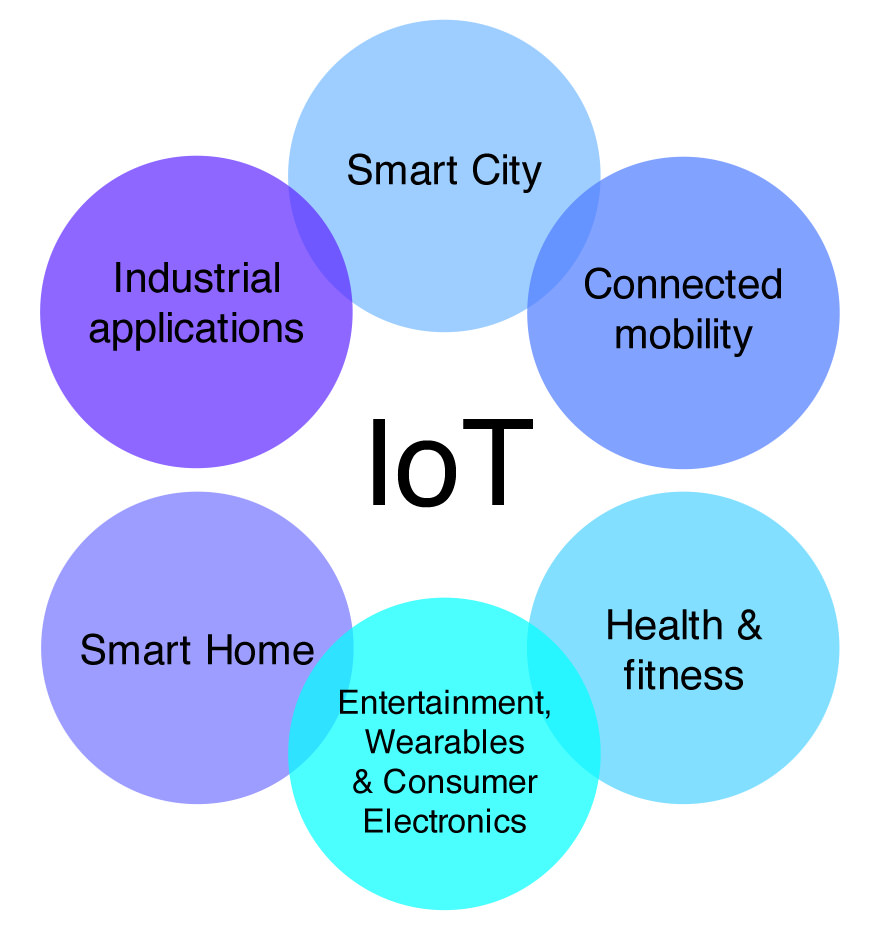 Smart City
Industrial
applications
Connected
mobility
IoT
Smart Home
Health &
fitness
Entertainment,
Wearables
& Consumer
Electronics